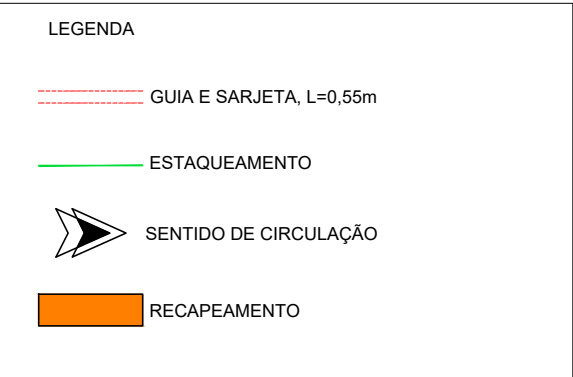 LEGENDA
GUIA E SARJETA, L=0,55m
ESTAQUEAMENTO
SENTIDO DE CIRCULAÇÃO
RECAPEAMENTO